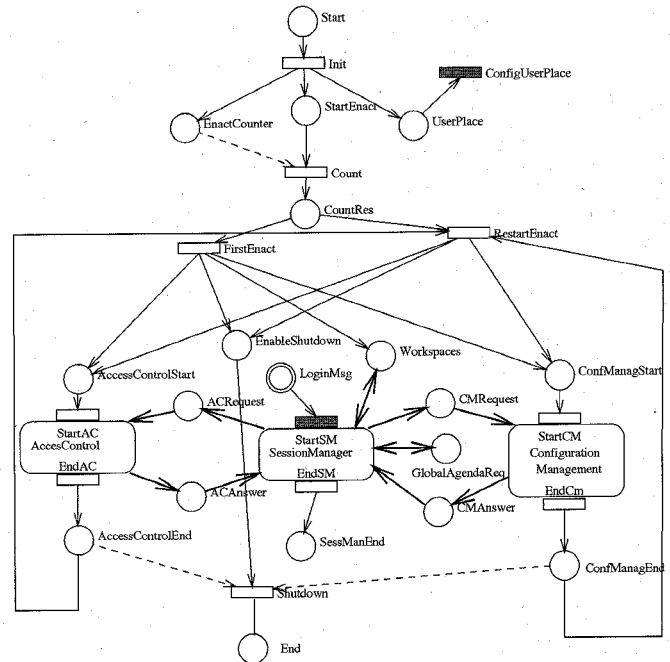 Start
Init
ConfigUserPlace
StartEnact
EnactCounter
UserPlace
Count
CountRes
RestartEnact
FirstEnact
EnableShutdown
Workspaces
AccessControlStart
LoginMsg
ConfManagStart
ACRequest
CMRequest
StartAC
AccesControl
EndAC
StartSM
SessionManager
EndSM
StartCM
Configuration
Management
EndCm
GlobalAgendaReq
ACAnswer
CMAnswer
AccessControlEnd
SessManEnd
ConfManagEnd
Shutdown
End